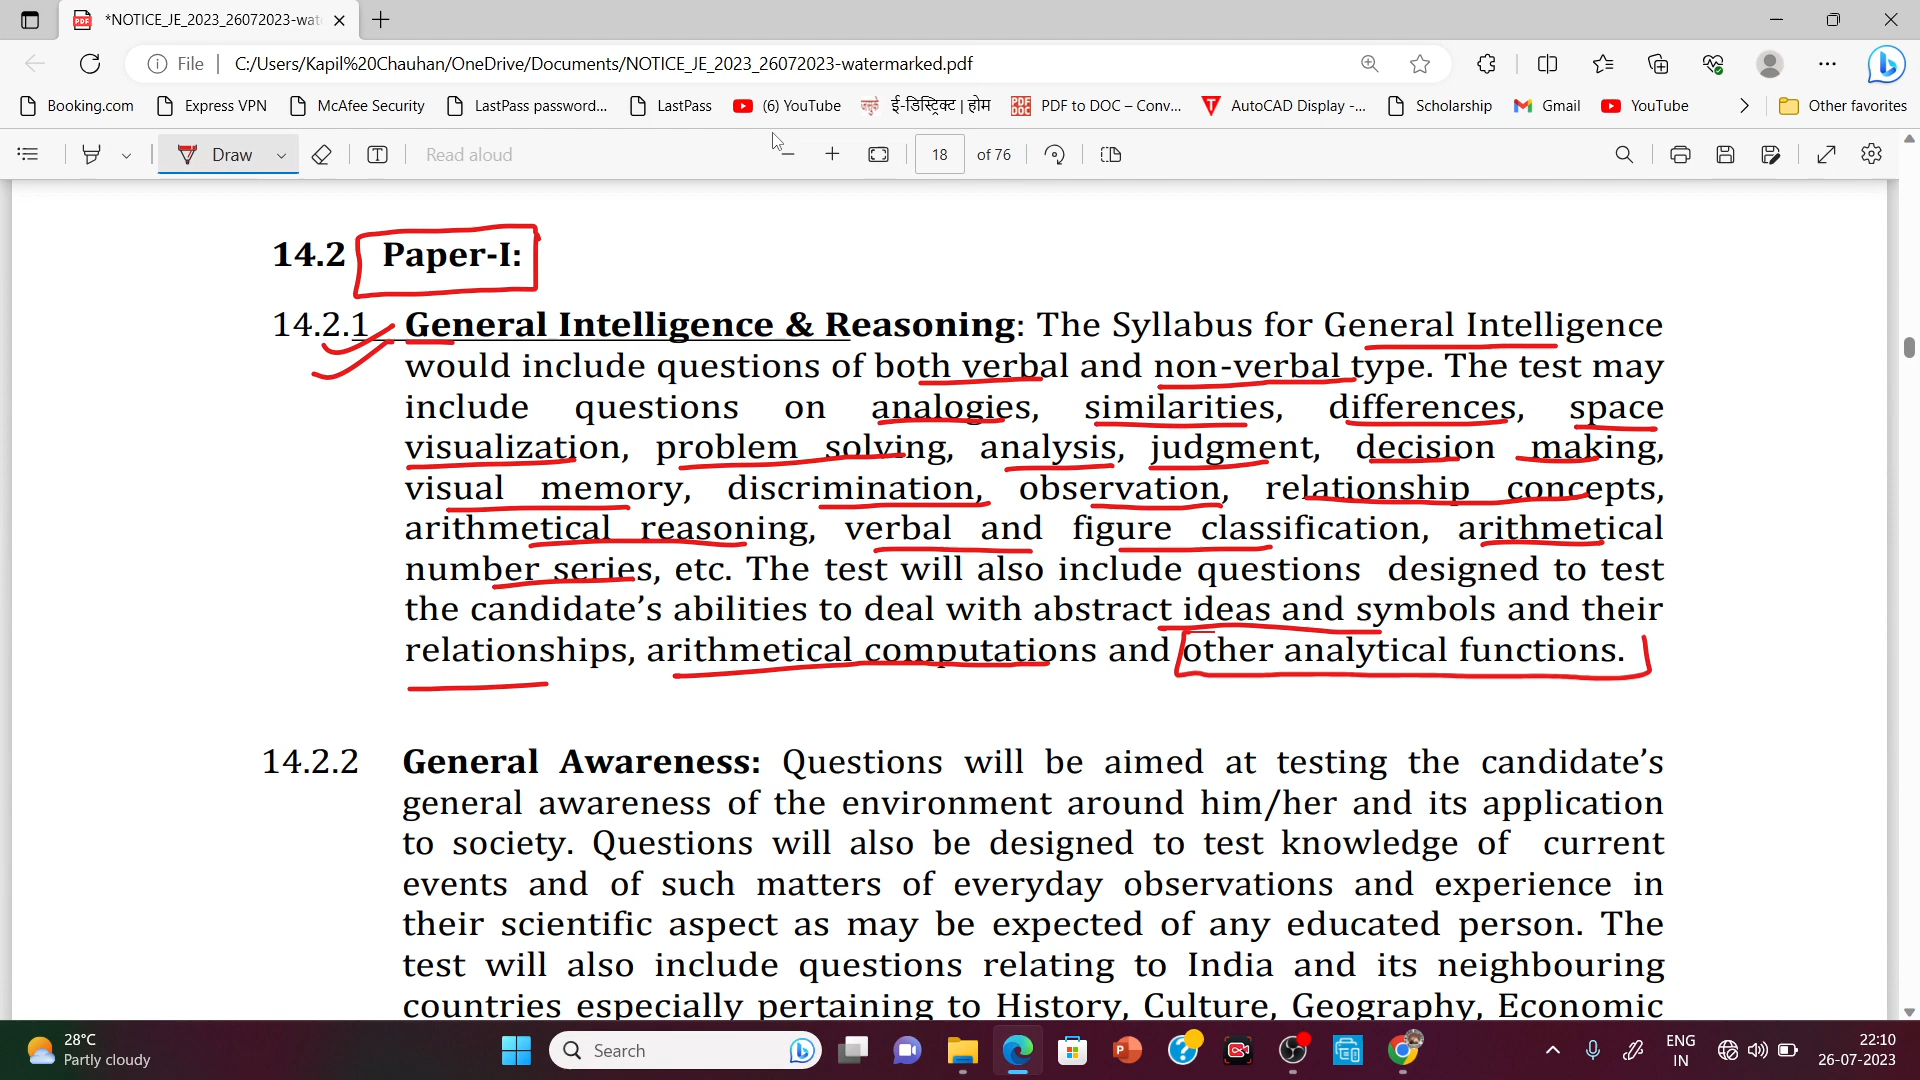 *NOTICE_JE_2023_26072023-wat
File
C:/Users/Kapil%20Chauhan/OneDrive/Documents/NOTICE_JE_2023_26072023-watermarked.pdf
Booking.com
Express VPN
McAfee Security
LastPass password...
LastPass
(6) YouTube
ई-डिस्ट्रिक्ट | होम
PDF to DOC – Conv...
AutoCAD Display -...
Scholarship
Gmail
YouTube
Other favorites
Draw
Read aloud
18
of 76
14.2 Paper-I:
14.2.1 General Intelligence & Reasoning: The Syllabus for General Intelligence
would include questions of both verbal and non-verbal type. The test may
include questions on analogies, similarities, differences, space
visualization, problem solving, analysis, judgment, decision making,
visual memory, discrimination, observation, relationship concepts,
arithmetical reasoning, verbal and figure classification, arithmetical
number series, etc. The test will also include questions designed to test
the candidate’s abilities to deal with abstract ideas and symbols and their
relationships, arithmetical computations and other analytical functions.
14.2.2 General Awareness: Questions will be aimed at testing the candidate’s
general awareness of the environment around him/her and its application
to society. Questions will also be designed to test knowledge of current
events and of such matters of everyday observations and experience in
their scientific aspect as may be expected of any educated person. The
test will also include questions relating to India and its neighbouring
countries especially pertaining to History, Culture, Geography, Economic
28°C
Partly cloudy
Search
ENG
IN
22:10
26-07-2023